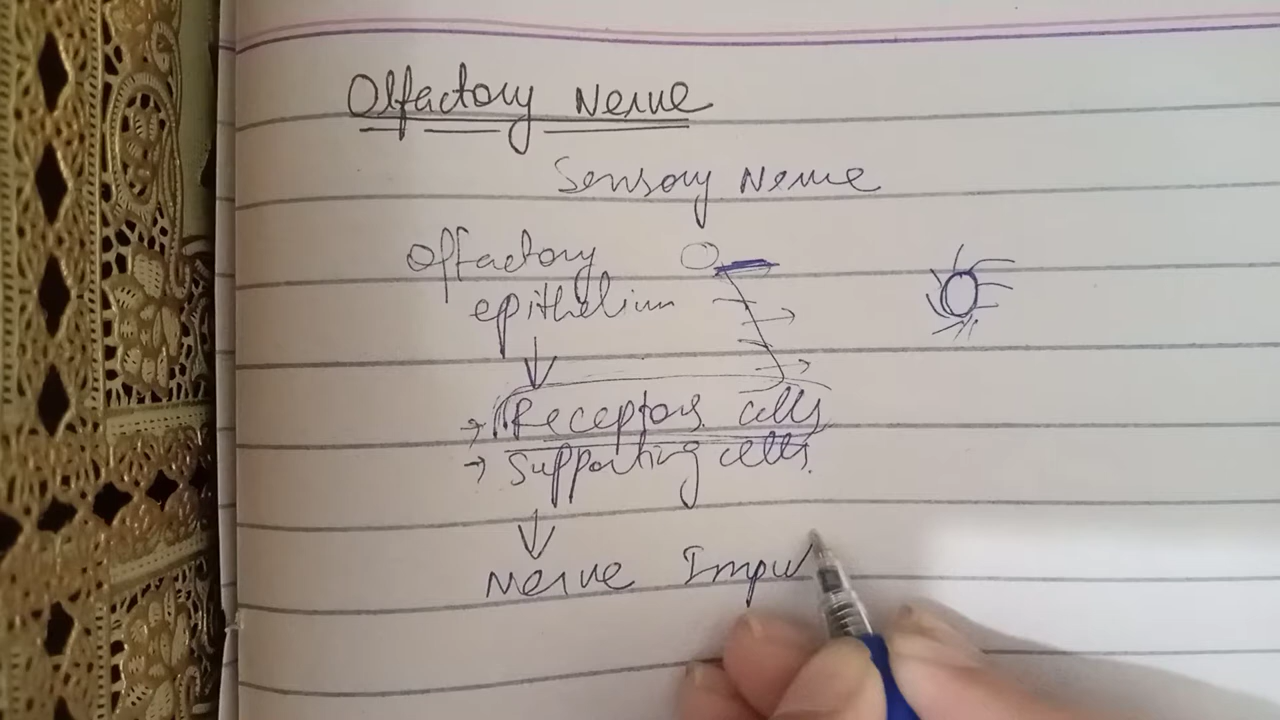 Olfactory Nerve
Sensory Nerve
Olfactory
epithelium
Receptors cells
Supporting cells.
Nerve Impu